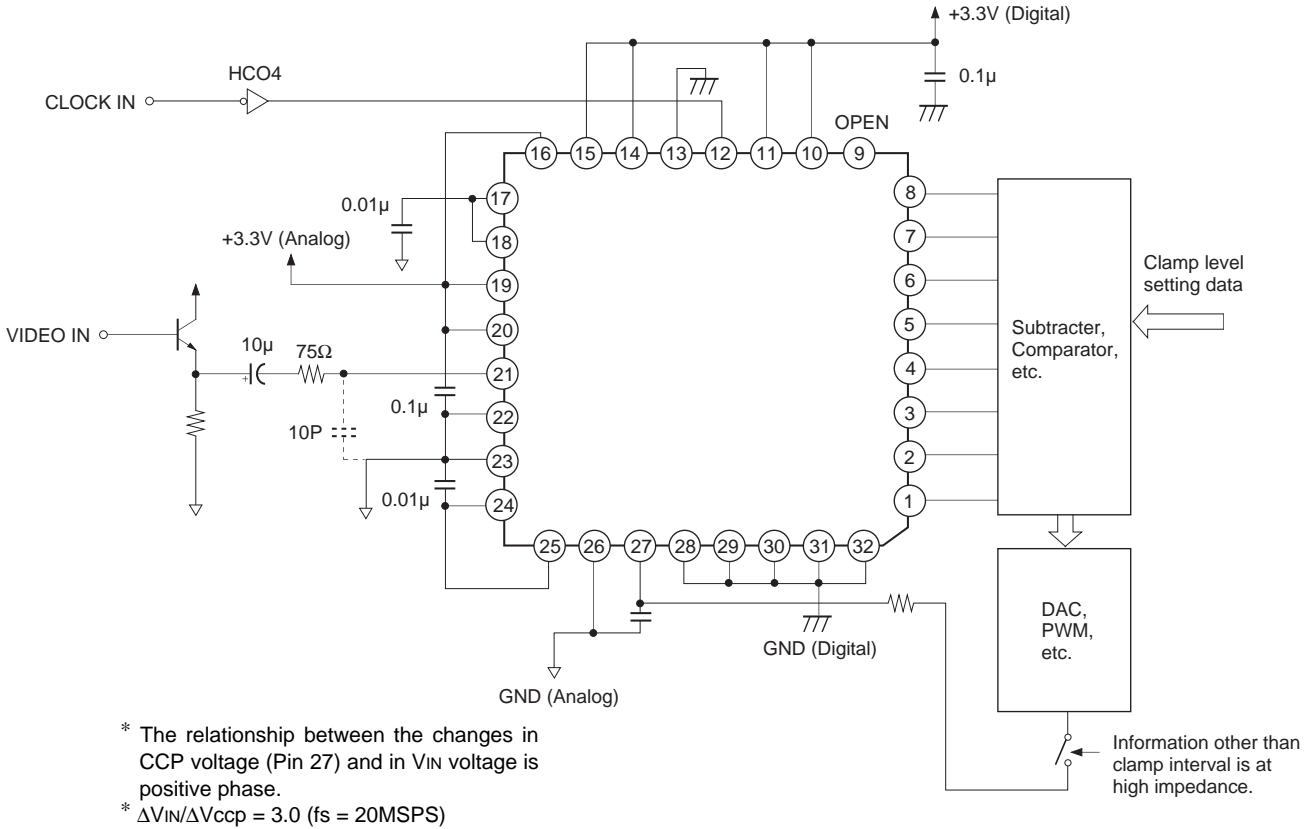 +3.3V (Digital)
HCO4
0.1µ
CLOCK IN
OPEN
16 15 14 13 12 11 10 9
17
18
19
20
21
22
23
24
8
7
6
5
4
3
2
1
0.01µ
+3.3V (Analog)
VIDEO IN
10µ
+
75Ω
0.1µ
10P
0.01µ
Clamp level
setting data
Subtracter,
Comparator,
etc.
25 26 27 28 29 30 31 32
DAC,
PWM,
etc.
GND (Digital)
GND (Analog)
* The relationship between the changes in
CCP voltage (Pin 27) and in VIN voltage is
positive phase.
* ΔVIN/ΔVCCP = 3.0 (fs = 20MSPS)
Information other than
clamp interval is at
high impedance.